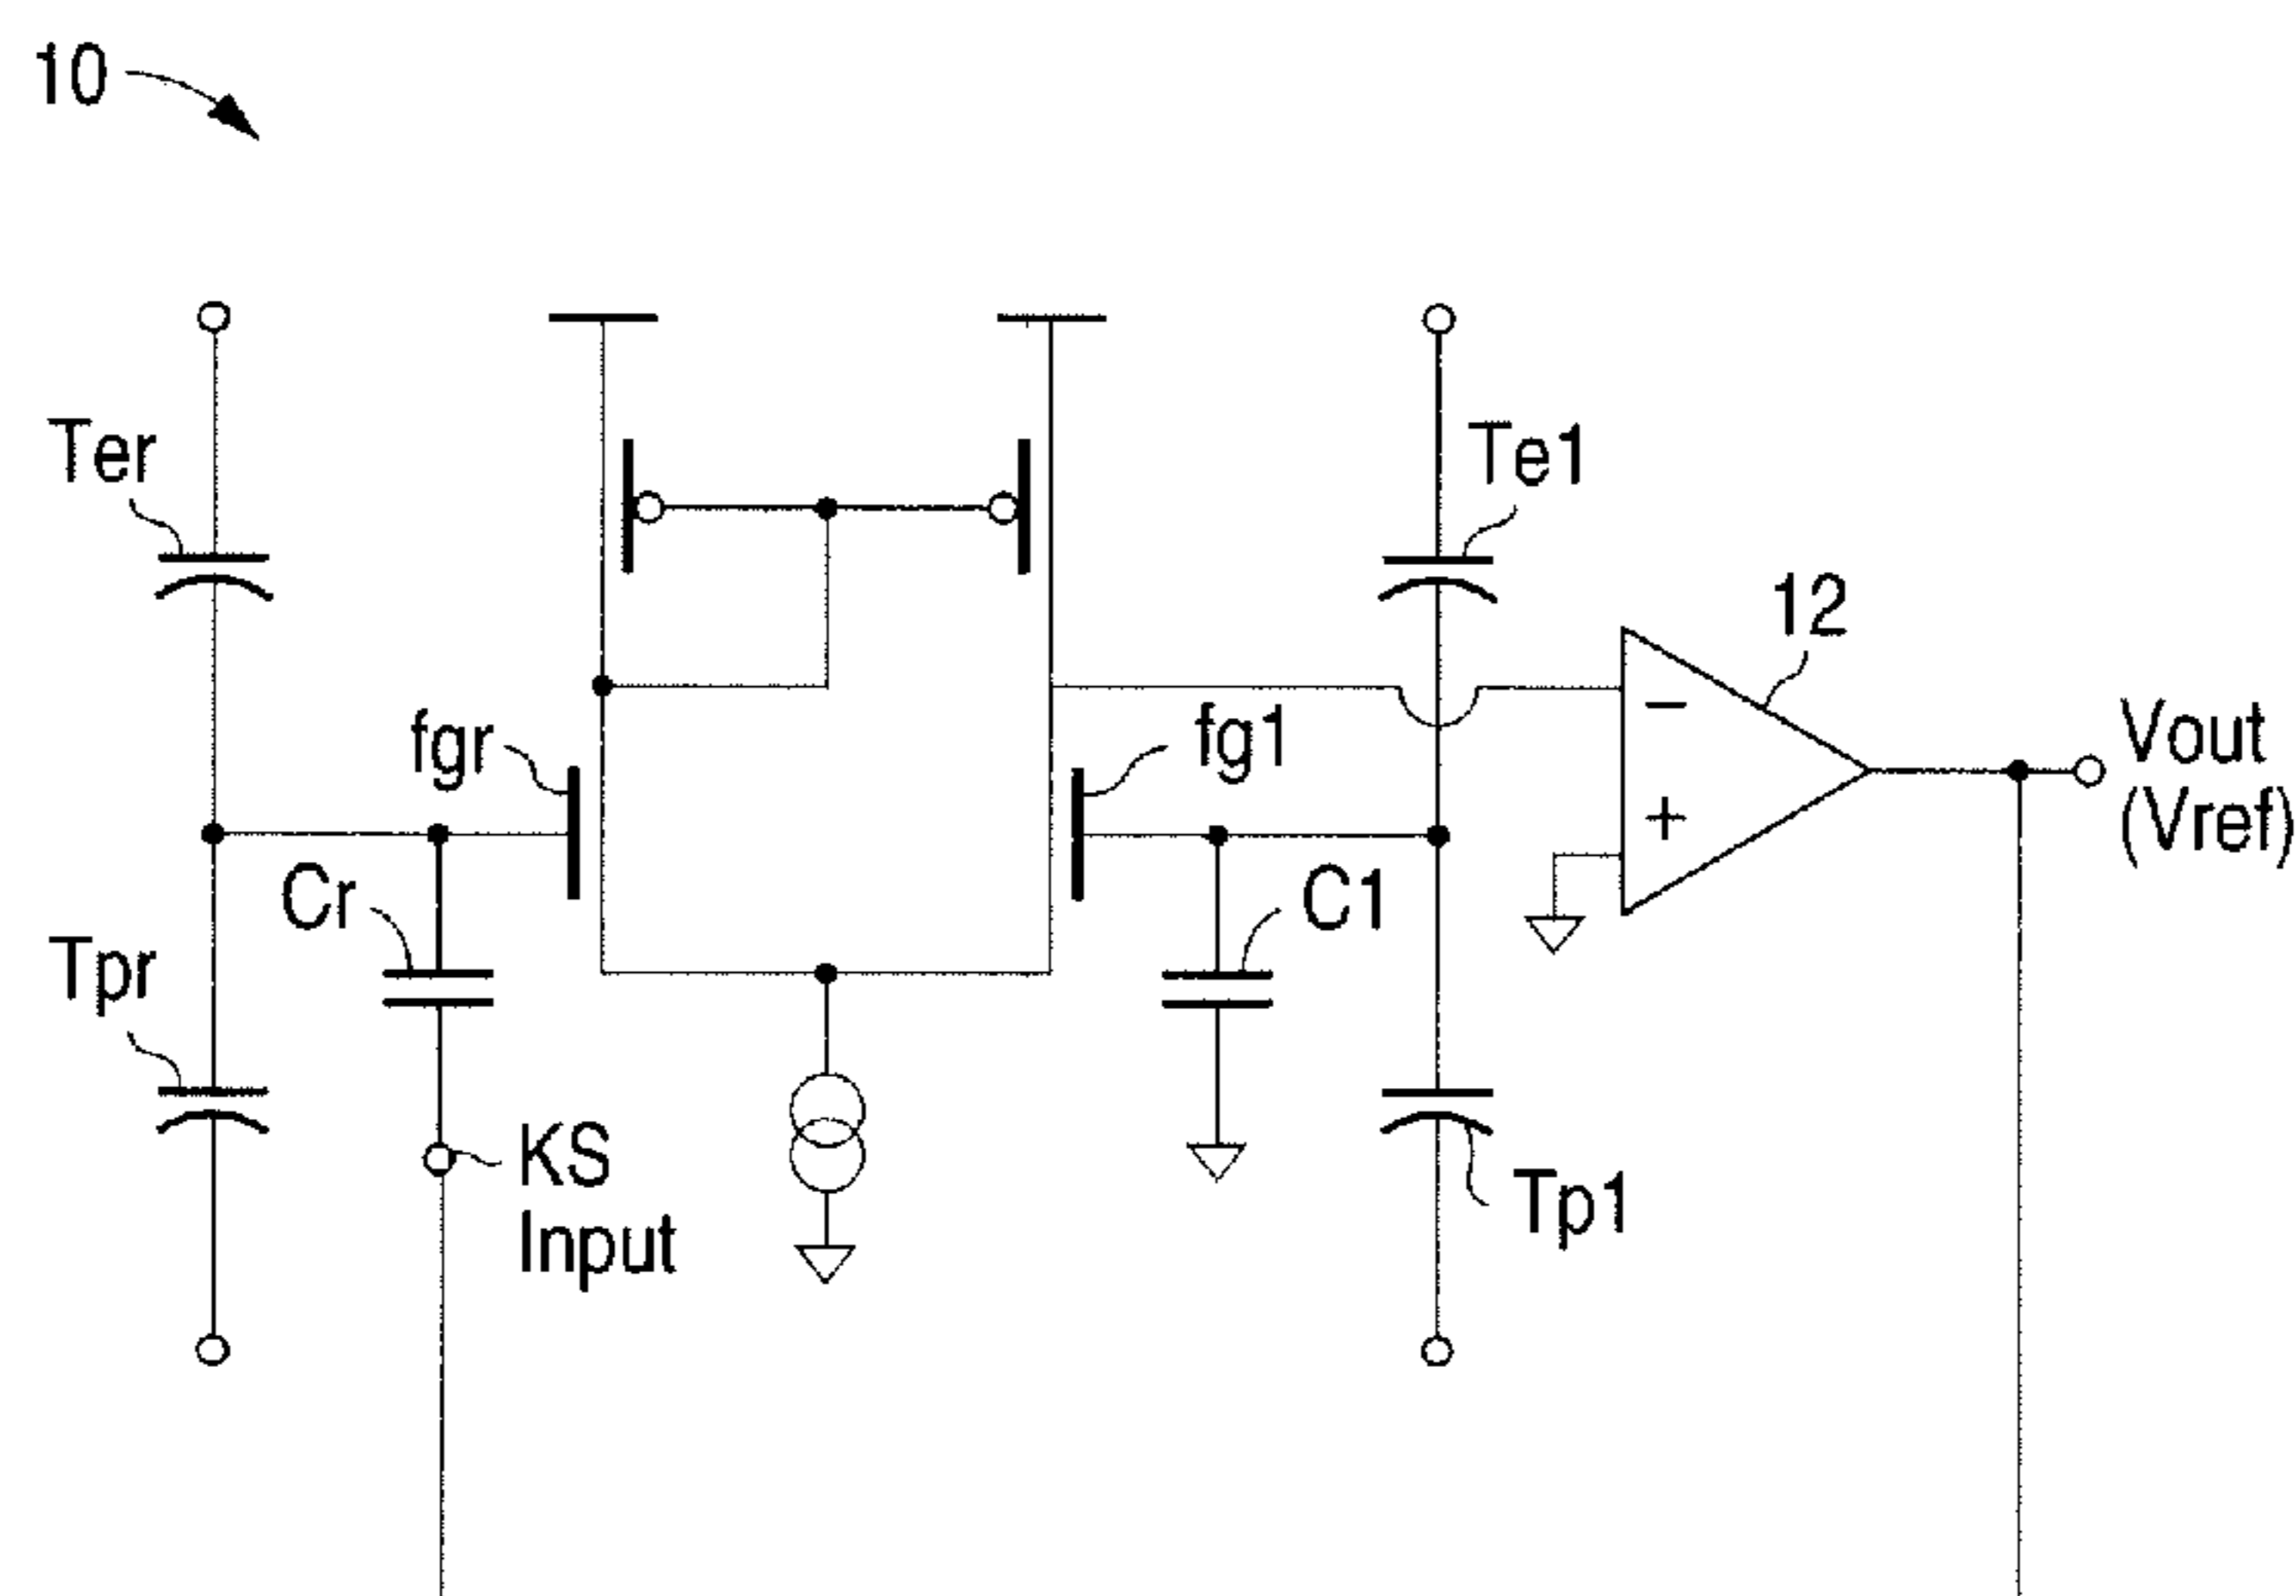 10
Ter
Te1
12
fgr
fg1
−
+
Vout
(Vref)
Cr
C1
Tpr
KS
Input
Tp1